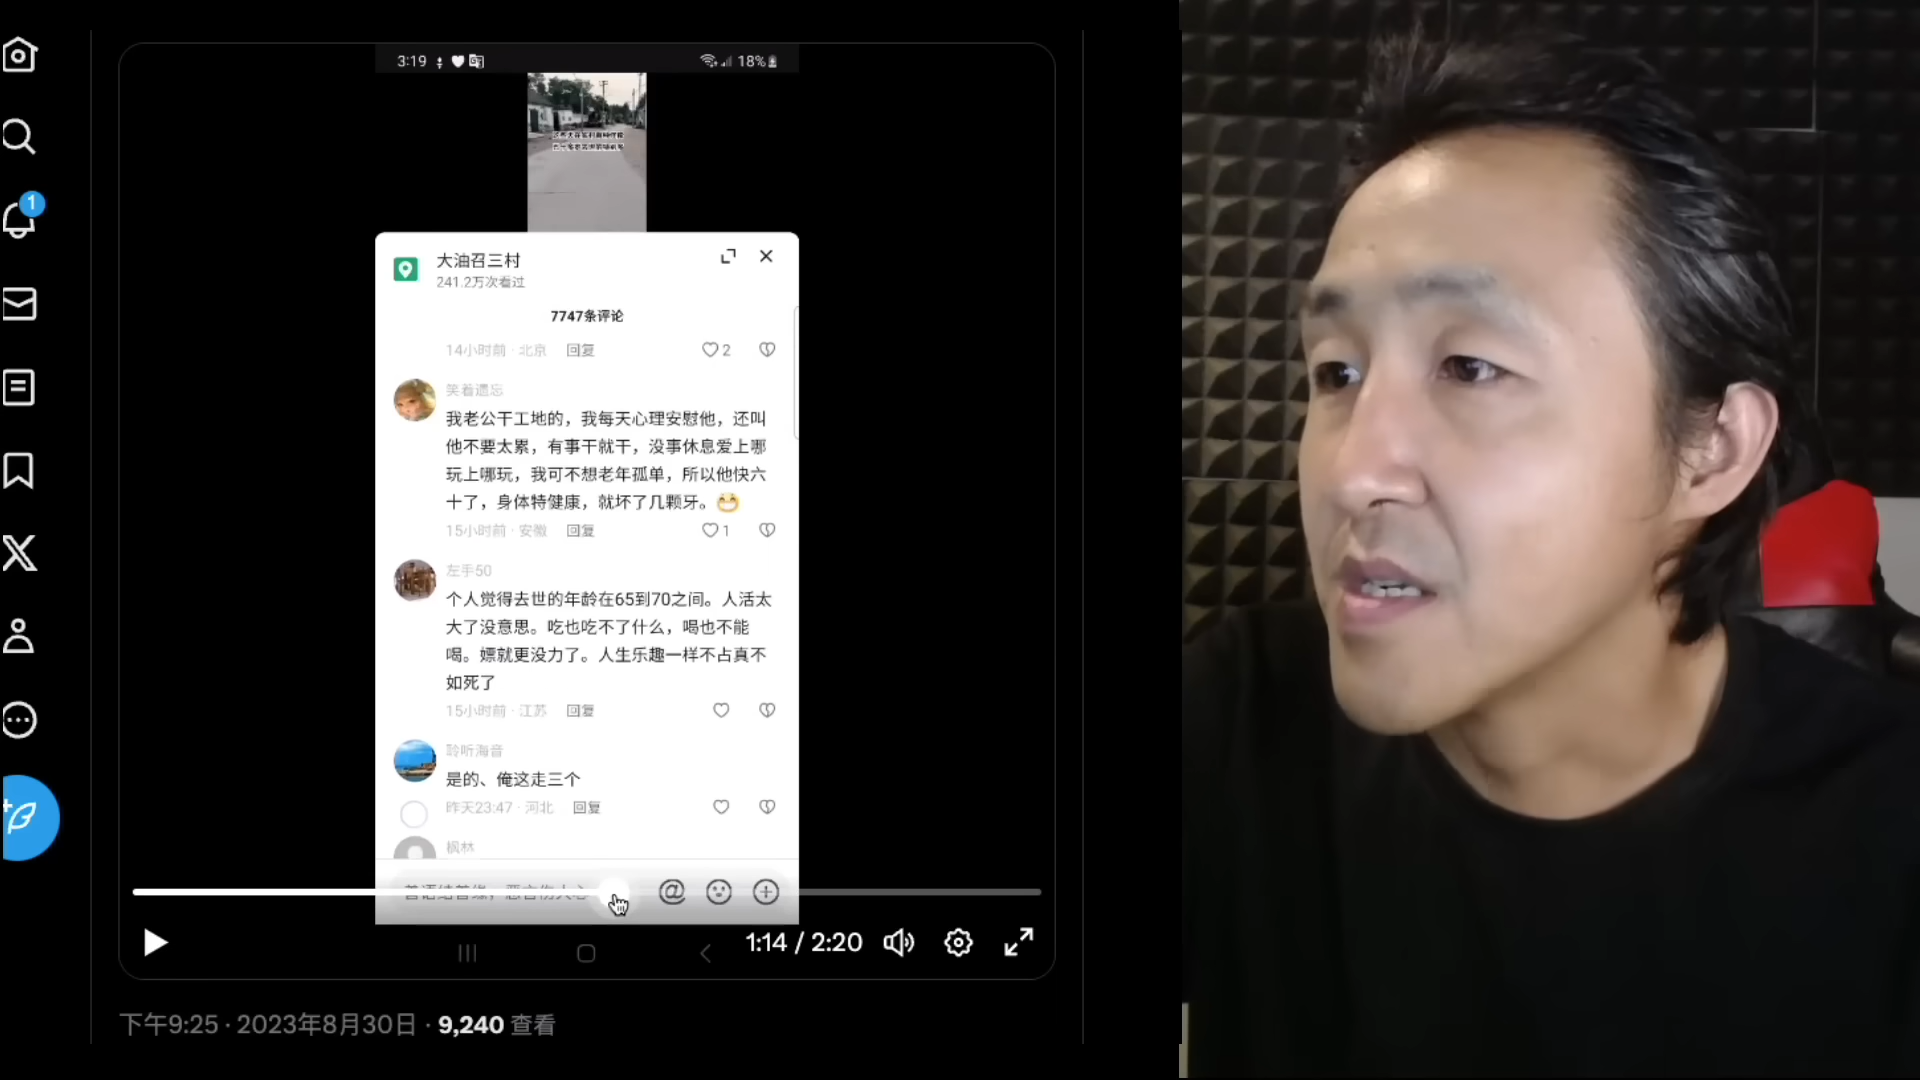 3:19
18%
1
大油召三村
241.2万次看过
7747条评论
14小时前 · 北京 回复
2
笑着遗忘
我老公干工地的，我每天心理安慰他，还叫
他不要太累，有事干就干，没事休息爱上哪
玩上哪玩，我可不想老年孤单，所以他快六
十了，身体特健康，就坏了几颗牙。😁
15小时前 · 安徽 回复
1
左手50
个人觉得去世的年龄在65到70之间。人活太
大了没意思。吃也吃不了什么，喝也不能
喝。嫖就更没力了。人生乐趣一样不占真不
如死了
15小时前 · 江苏 回复
聆听海音
是的、俺这走三个
昨天23:47 · 河北 回复
枫林
善语结善缘，恶言伤人心
1:14 / 2:20
下午9:25 · 2023年8月30日 · 9,240 查看